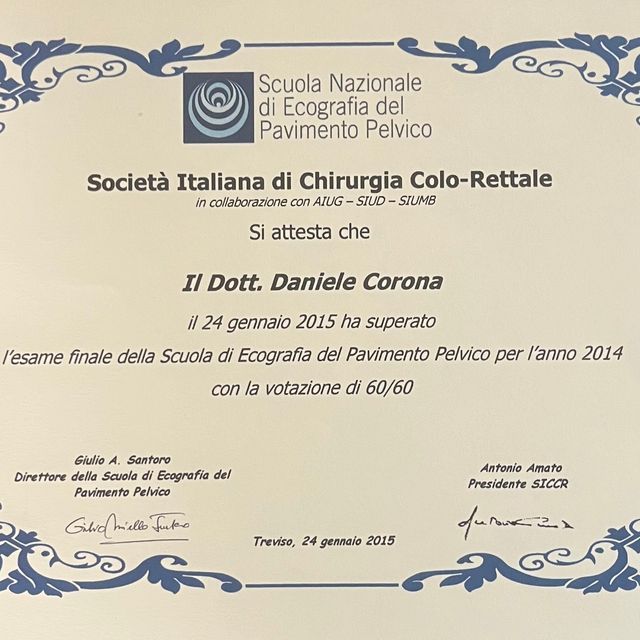 Scuola Nazionale
di Ecografia del
Pavimento Pelvico
Società Italiana di Chirurgia Colo-Rettale
in collaborazione con AIUG – SIUD – SIUMB
Si attesta che
Il Dott. Daniele Corona
il 24 gennaio 2015 ha superato
l'esame finale della Scuola di Ecografia del Pavimento Pelvico per l'anno 2014
con la votazione di 60/60
Giulio A. Santoro
Direttore della Scuola di Ecografia del
Pavimento Pelvico
Antonio Amato
Presidente SICCR
Treviso, 24 gennaio 2015